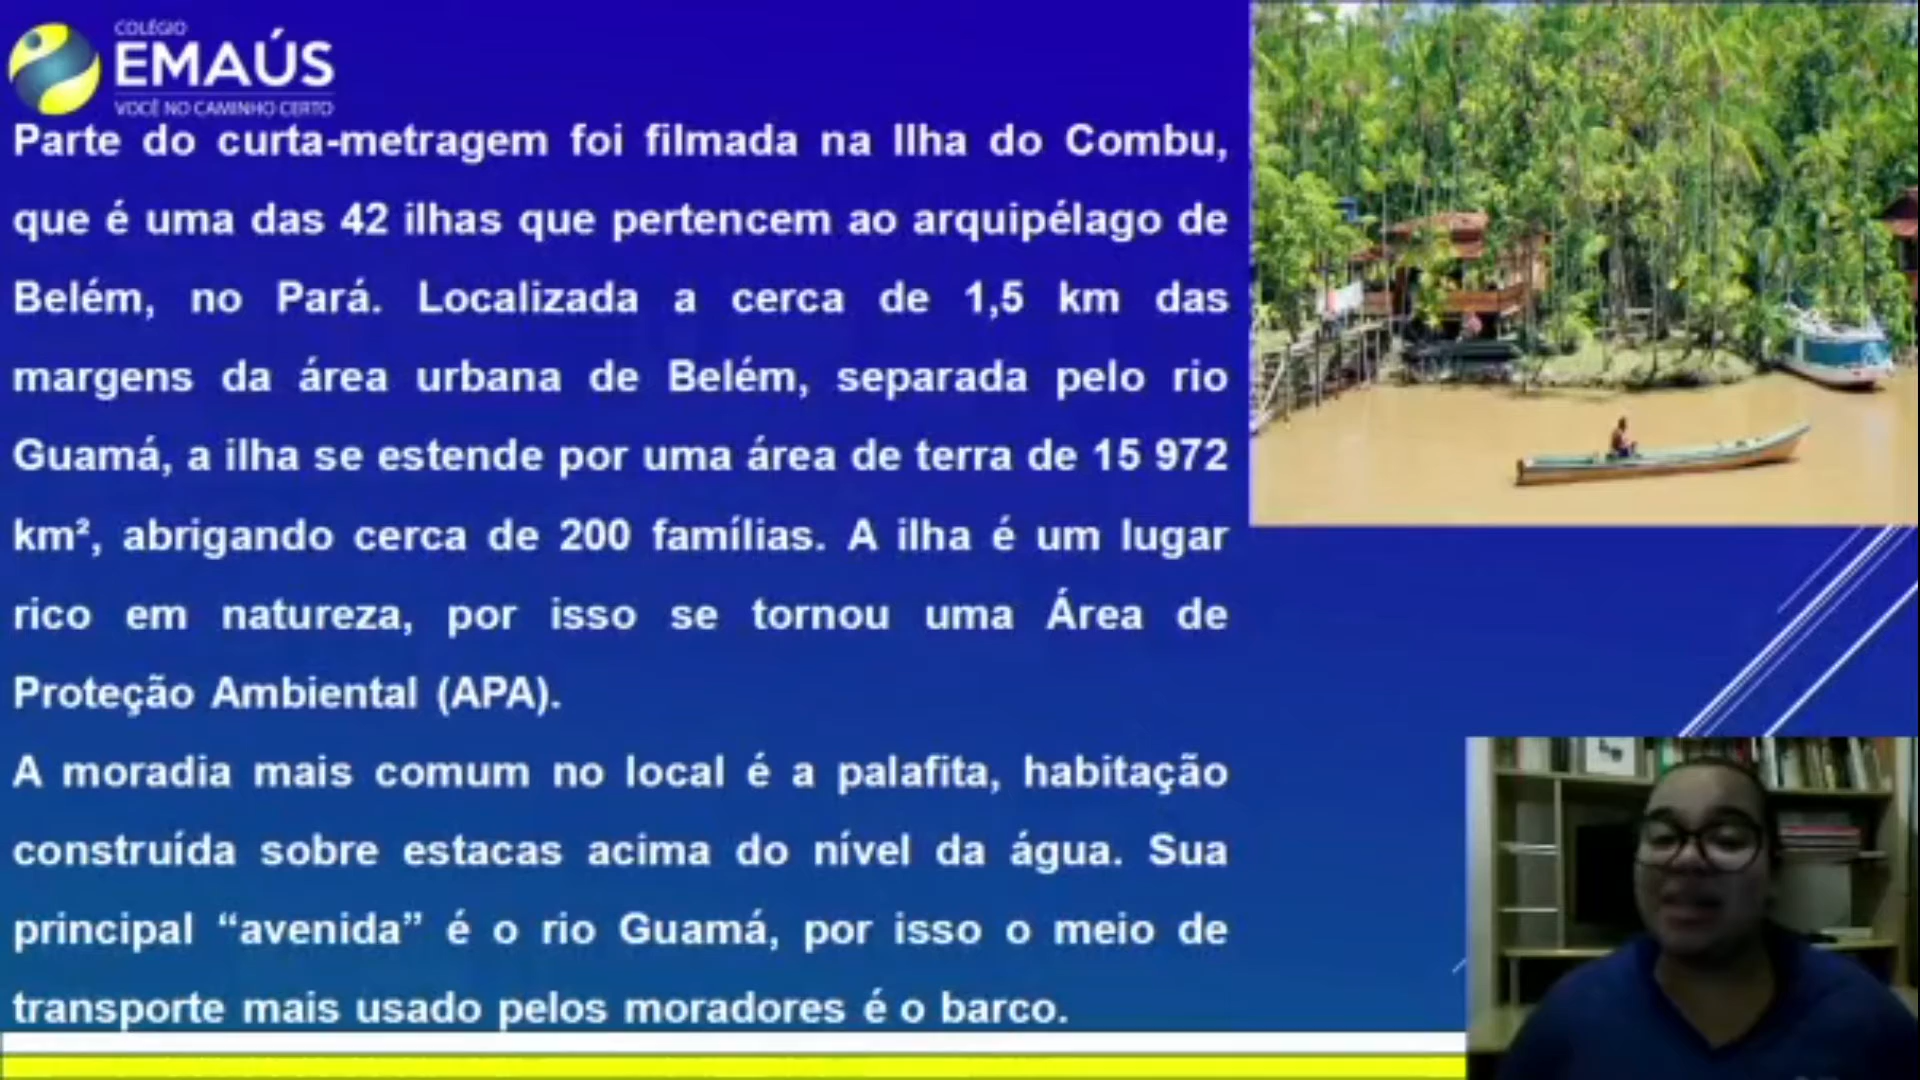 COLÉGIO
EMAÚS
VOCÊ NO CAMINHO CERTO
Parte do curta-metragem foi filmada na Ilha do Combu,
que é uma das 42 ilhas que pertencem ao arquipélago de
Belém, no Pará. Localizada a cerca de 1,5 km das
margens da área urbana de Belém, separada pelo rio
Guamá, a ilha se estende por uma área de terra de 15 972
km², abrigando cerca de 200 famílias. A ilha é um lugar
rico em natureza, por isso se tornou uma Área de
Proteção Ambiental (APA).
A moradia mais comum no local é a palafita, habitação
construída sobre estacas acima do nível da água. Sua
principal “avenida” é o rio Guamá, por isso o meio de
transporte mais usado pelos moradores é o barco.